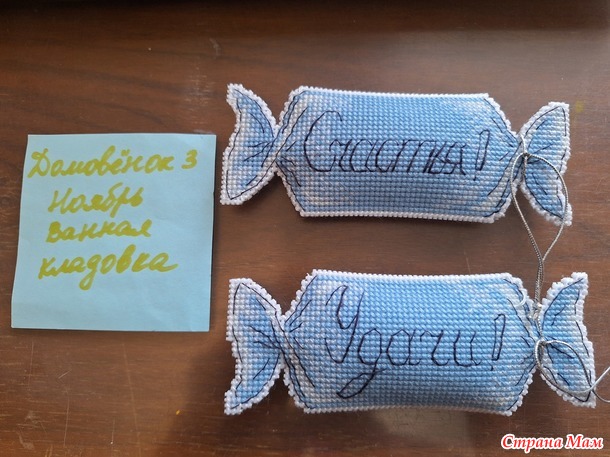 Домовёнок 3
Ноябрь
ванная
кладовка
Счастья!
Удачи!
Страна Мам